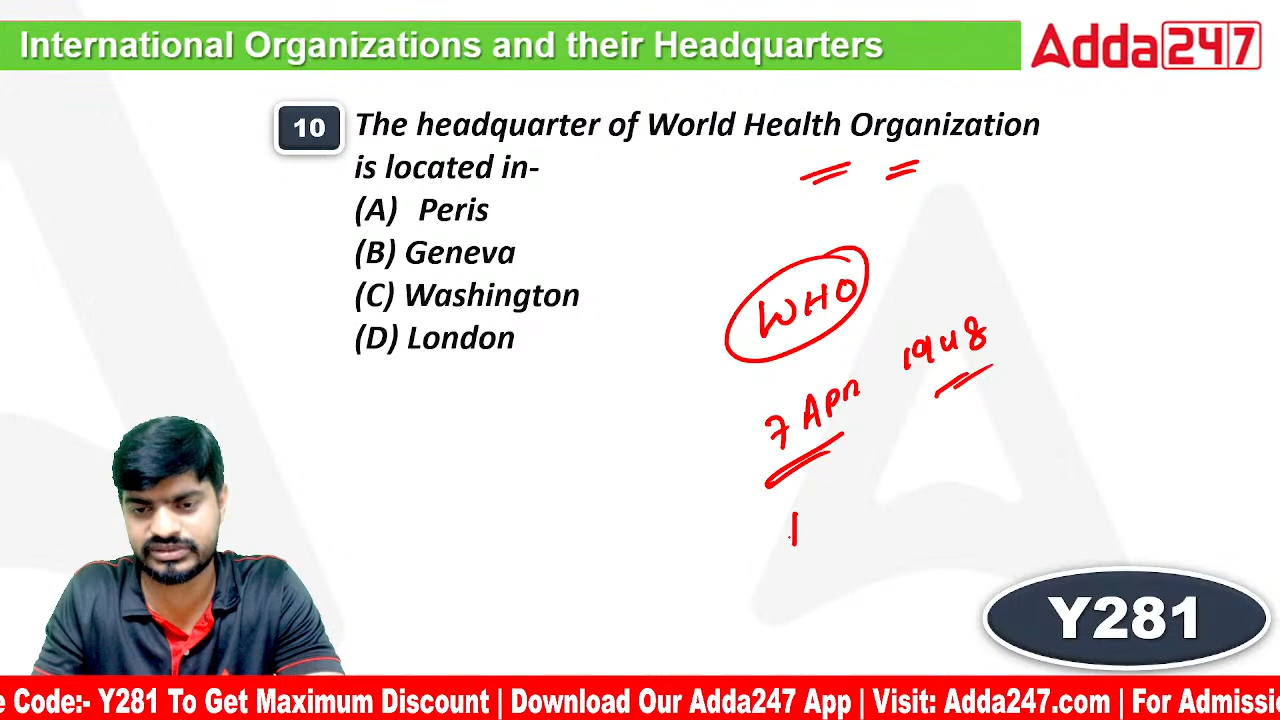 International Organizations and their Headquarters
Adda247
10
The headquarter of World Health Organization
is located in-
(A) Peris
(B) Geneva
(C) Washington
(D) London
WHO
1948
7 Apr
1
Y281
e Code:- Y281 To Get Maximum Discount | Download Our Adda247 App | Visit: Adda247.com | For Admissi